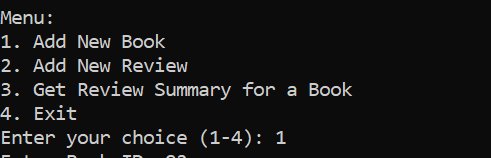 Menu:
1. Add New Book
2. Add New Review
3. Get Review Summary for a Book
4. Exit
Enter your choice (1-4): 1